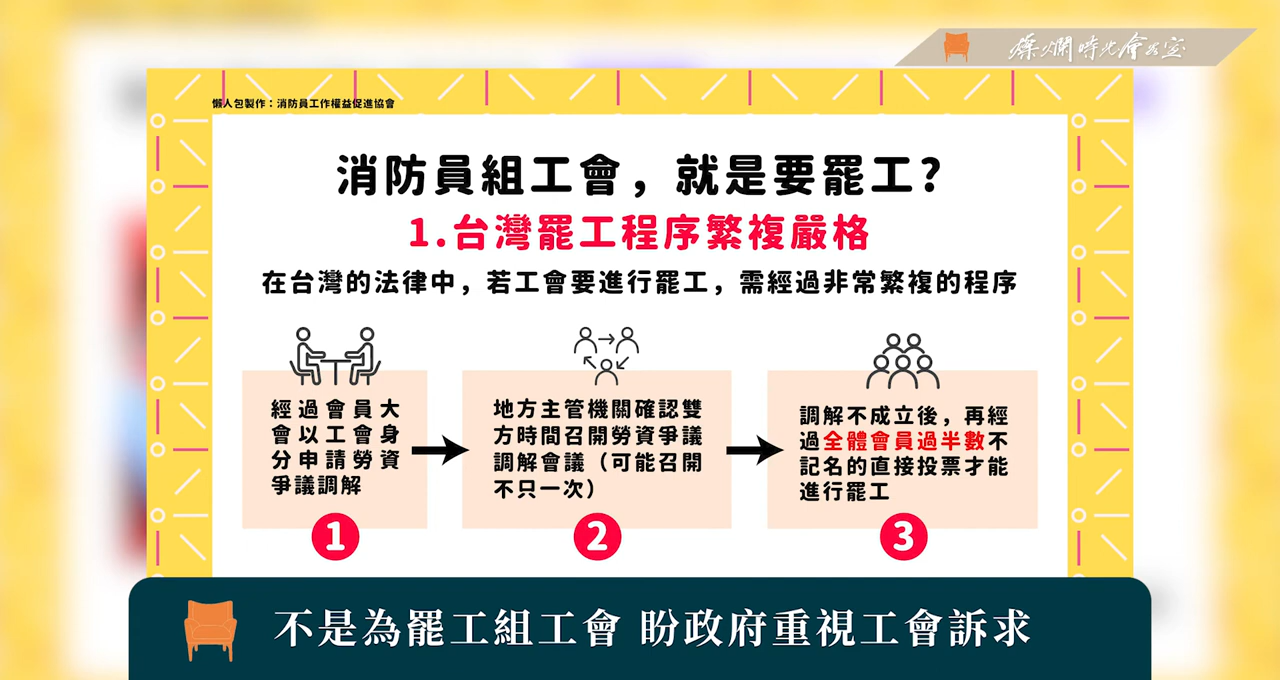 燦爛時光會客室
懶人包製作：消防員工作權益促進協會
消防員組工會，就是要罷工?
1.台灣罷工程序繁複嚴格
在台灣的法律中，若工會要進行罷工，需經過非常繁複的程序
經過會員大
會以工會身
分申請勞資
爭議調解
1
地方主管機關確認雙
方時間召開勞資爭議
調解會議（可能召開
不只一次）
2
調解不成立後，再經
過全體會員過半數不
記名的直接投票才能
進行罷工
3
不是為罷工組工會 盼政府重視工會訴求